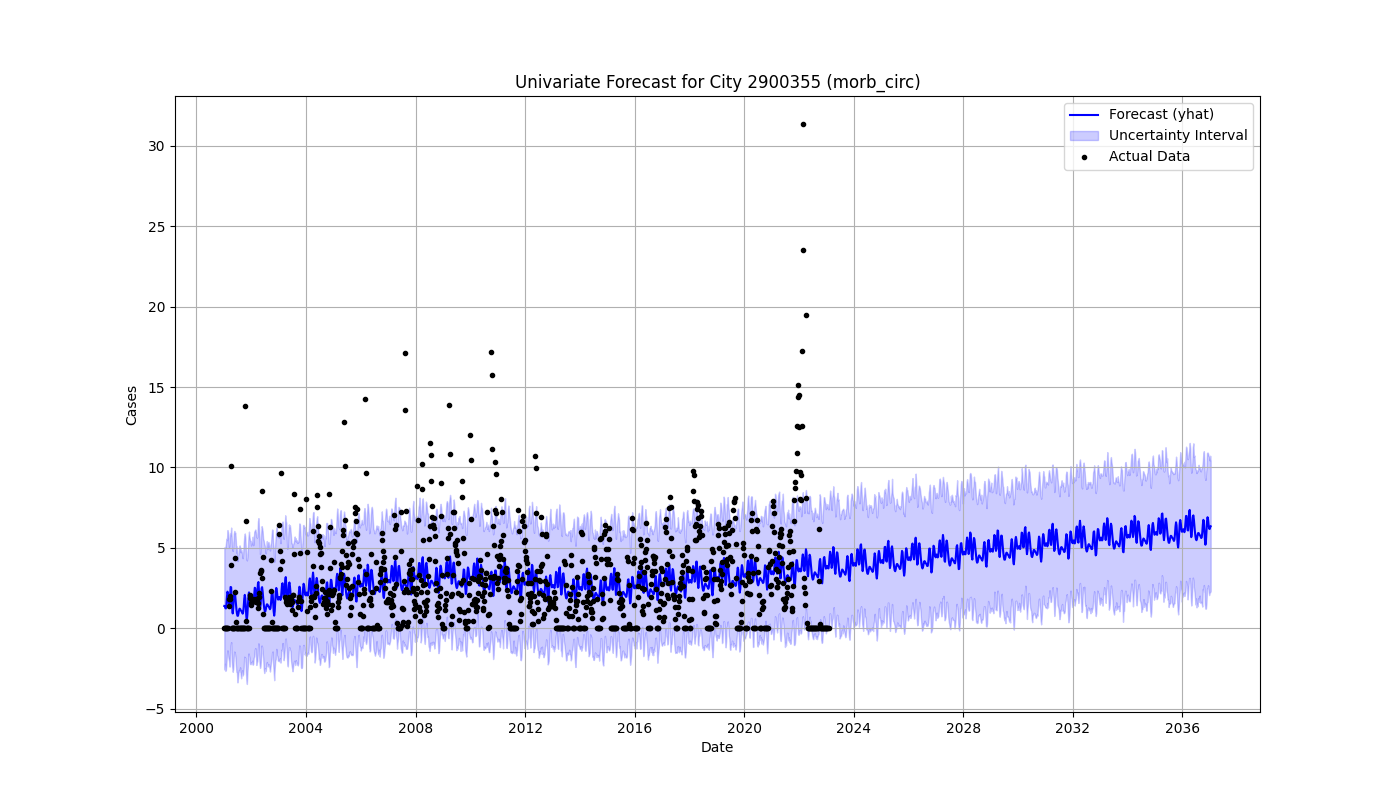 Univariate Forecast for City 2900355 (morb_circ)
Forecast (yhat)
Uncertainty Interval
Actual Data
Cases
30
25
20
15
10
5
0
−5
2000 2004 2008 2012 2016 2020 2024 2028 2032 2036
Date